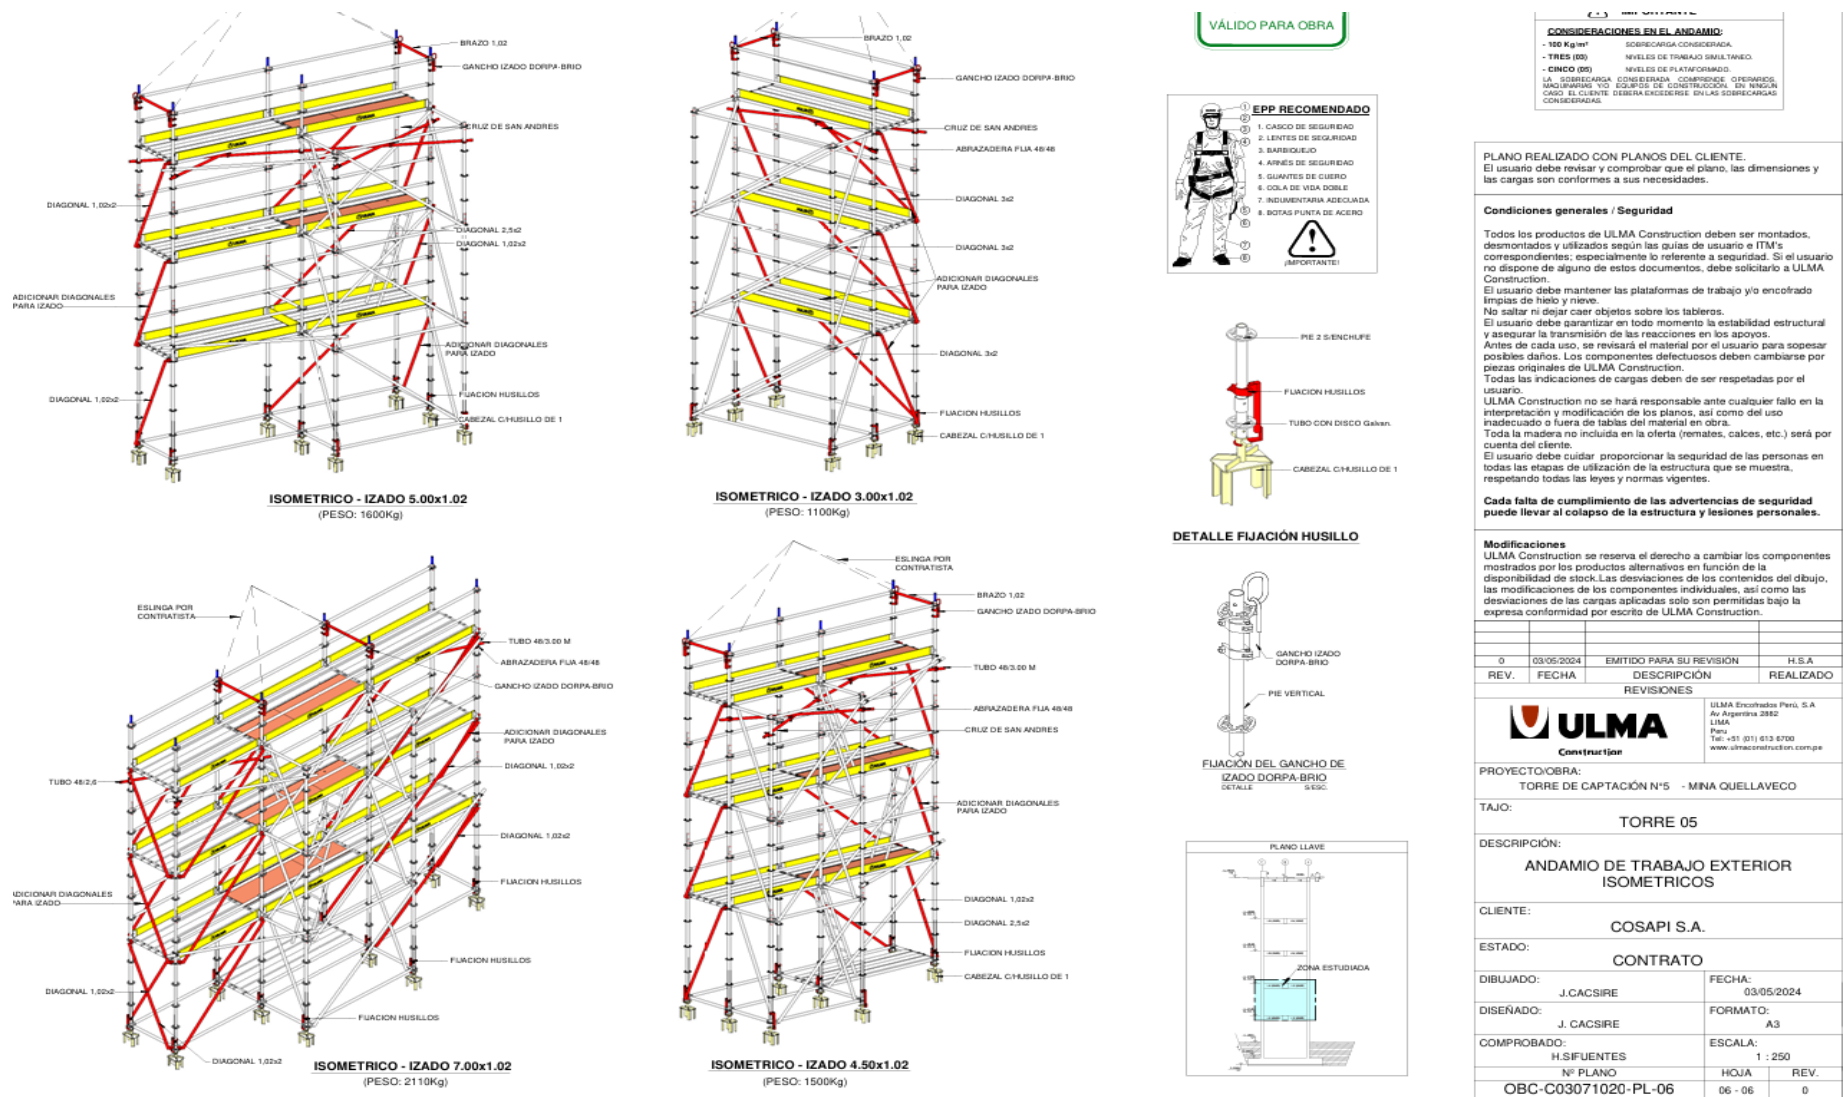 BRAZO 1,02
GANCHO IZADO DORPA-BRIO
CRUZ DE SAN ANDRES
DIAGONAL 1,02x2
DIAGONAL 2,5x2
DIAGONAL 1,02x2
ADICIONAR DIAGONALES
PARA IZADO
ADICIONAR DIAGONALES
PARA IZADO
DIAGONAL 1,02x2
FIJACION HUSILLOS
CABEZAL C/HUSILLO DE 1
ISOMETRICO - IZADO 5.00x1.02
(PESO: 1600Kg)
BRAZO 1,02
GANCHO IZADO DORPA-BRIO
CRUZ DE SAN ANDRES
ABRAZADERA FIJA 48/48
DIAGONAL 3x2
DIAGONAL 3x2
ADICIONAR DIAGONALES
PARA IZADO
DIAGONAL 3x2
FIJACION HUSILLOS
CABEZAL C/HUSILLO DE 1
ISOMETRICO - IZADO 3.00x1.02
(PESO: 1100Kg)
ESLINGA POR
CONTRATISTA
TUBO 48/3.00 M
ABRAZADERA FIJA 48/48
GANCHO IZADO DORPA-BRIO
ADICIONAR DIAGONALES
PARA IZADO
DIAGONAL 1,02x2
TUBO 48/2,6
DIAGONAL 1,02x2
FIJACION HUSILLOS
ADICIONAR DIAGONALES
PARA IZADO
FIJACION HUSILLOS
DIAGONAL 1,02x2
FIJACION HUSILLOS
DIAGONAL 1,02x2
ISOMETRICO - IZADO 7.00x1.02
(PESO: 2110Kg)
ESLINGA POR
CONTRATISTA
BRAZO 1,02
GANCHO IZADO DORPA-BRIO
TUBO 48/3.00 M
ABRAZADERA FIJA 48/48
CRUZ DE SAN ANDRES
ADICIONAR DIAGONALES
PARA IZADO
DIAGONAL 1,02x2
DIAGONAL 2,5x2
FIJACION HUSILLOS
CABEZAL C/HUSILLO DE 1
ISOMETRICO - IZADO 4.50x1.02
(PESO: 1500Kg)
VÁLIDO PARA OBRA
EPP RECOMENDADO
1. CASCO DE SEGURIDAD
2. LENTES DE SEGURIDAD
3. BARBIQUEJO
4. ARNÉS DE SEGURIDAD
5. GUANTES DE CUERO
6. COLA DE VIDA DOBLE
7. INDUMENTARIA ADECUADA
8. BOTAS PUNTA DE ACERO
¡IMPORTANTE!
PIE 2 S/ENCHUFE
FIJACION HUSILLOS
TUBO CON DISCO Galvan.
CABEZAL C/HUSILLO DE 1
DETALLE FIJACIÓN HUSILLO
GANCHO IZADO
DORPA-BRIO
PIE VERTICAL
FIJACIÓN DEL GANCHO DE
IZADO DORPA-BRIO
DETALLE S/ESC.
PLANO LLAVE
ZONA ESTUDIADA
IMPORTANTE
CONSIDERACIONES EN EL ANDAMIO:
- 100 Kg/m² SOBRECARGA CONSIDERADA.
- TRES (03) NIVELES DE TRABAJO SIMULTANEO.
- CINCO (05) NIVELES DE PLATAFORMADO.
LA SOBRECARGA CONSIDERADA COMPRENDE OPERARIOS,
MAQUINARIAS Y/O EQUIPOS DE CONSTRUCCIÓN. EN NINGÚN
CASO EL CLIENTE DEBERA EXCEDERSE EN LAS SOBRECARGAS
CONSIDERADAS.
PLANO REALIZADO CON PLANOS DEL CLIENTE.
El usuario debe revisar y comprobar que el plano, las dimensiones y
las cargas son conformes a sus necesidades.
Condiciones generales / Seguridad
Todos los productos de ULMA Construction deben ser montados,
desmontados y utilizados según las guías de usuario e ITM's
correspondientes; especialmente lo referente a seguridad. Si el usuario
no dispone de alguno de estos documentos, debe solicitarlo a ULMA
Construction.
El usuario debe mantener las plataformas de trabajo y/o encofrado
limpias de hielo y nieve.
No saltar ni dejar caer objetos sobre los tableros.
El usuario debe garantizar en todo momento la estabilidad estructural
y asegurar la transmisión de las reacciones en los apoyos.
Antes de cada uso, se revisará el material por el usuario para sopesar
posibles daños. Los componentes defectuosos deben cambiarse por
piezas originales de ULMA Construction.
Todas las indicaciones de cargas deben de ser respetadas por el
usuario.
ULMA Construction no se hará responsable ante cualquier fallo en la
interpretación y modificación de los planos, así como del uso
inadecuado o fuera de tablas del material en obra.
Toda la madera no incluida en la oferta (remates, calces, etc.) será por
cuenta del cliente.
El usuario debe cuidar proporcionar la seguridad de las personas en
todas las etapas de utilización de la estructura que se muestra,
respetando todas las leyes y normas vigentes.
Cada falta de cumplimiento de las advertencias de seguridad
puede llevar al colapso de la estructura y lesiones personales.
Modificaciones
ULMA Construction se reserva el derecho a cambiar los componentes
mostrados por los productos alternativos en función de la
disponibilidad de stock.Las desviaciones de los contenidos del dibujo,
las modificaciones de los componentes individuales, así como las
desviaciones de las cargas aplicadas solo son permitidas bajo la
expresa conformidad por escrito de ULMA Construction.
0 03/05/2024 EMITIDO PARA SU REVISIÓN H.S.A
REV. FECHA DESCRIPCIÓN REALIZADO
REVISIONES
ULMA
Construction
ULMA Encofrados Perú, S.A
Av Argentina 2882
LIMA
Peru
Tel: +51 (01) 613 6700
www.ulmaconstruction.com.pe
PROYECTO/OBRA:
TORRE DE CAPTACIÓN N°5 - MINA QUELLAVECO
TAJO:
TORRE 05
DESCRIPCIÓN:
ANDAMIO DE TRABAJO EXTERIOR
ISOMETRICOS
CLIENTE:
COSAPI S.A.
ESTADO:
CONTRATO
DIBUJADO: FECHA:
J.CACSIRE 03/05/2024
DISEÑADO: FORMATO:
J. CACSIRE A3
COMPROBADO: ESCALA:
H.SIFUENTES 1 : 250
Nº PLANO HOJA REV.
OBC-C03071020-PL-06 06 - 06 0